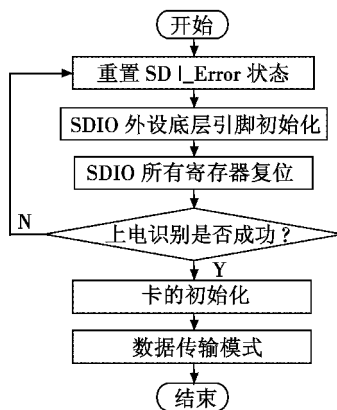 开始
重置 SD I_Error 状态
SDIO 外设底层引脚初始化
SDIO 所有寄存器复位
上电识别是否成功？
N
Y
卡的初始化
数据传输模式
结束